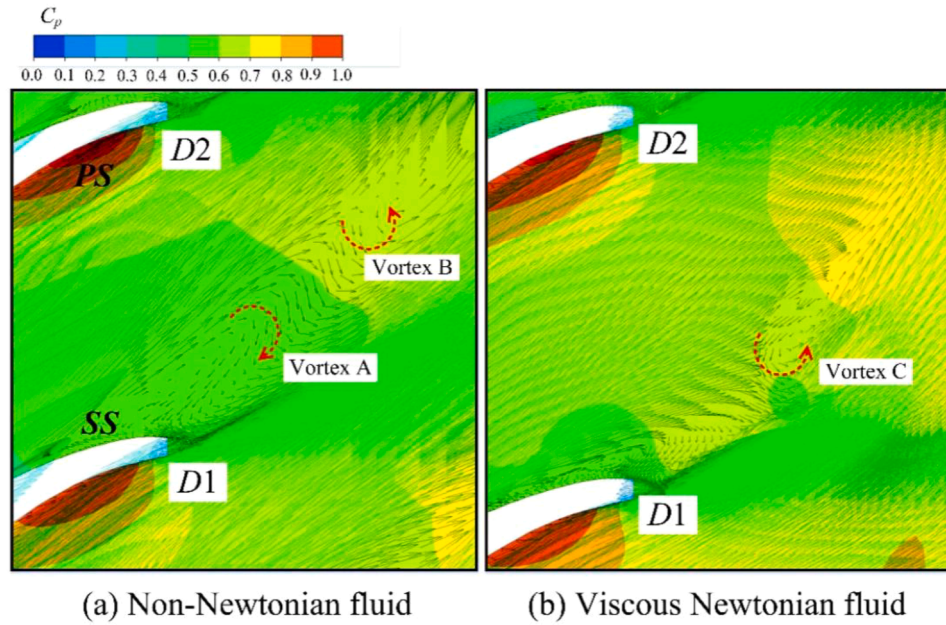 Cp
0.0 0.1 0.2 0.3 0.4 0.5 0.6 0.7 0.8 0.9 1.0
D2
PS
Vortex B
Vortex A
SS
D1
D2
Vortex C
D1
(a) Non-Newtonian fluid
(b) Viscous Newtonian fluid